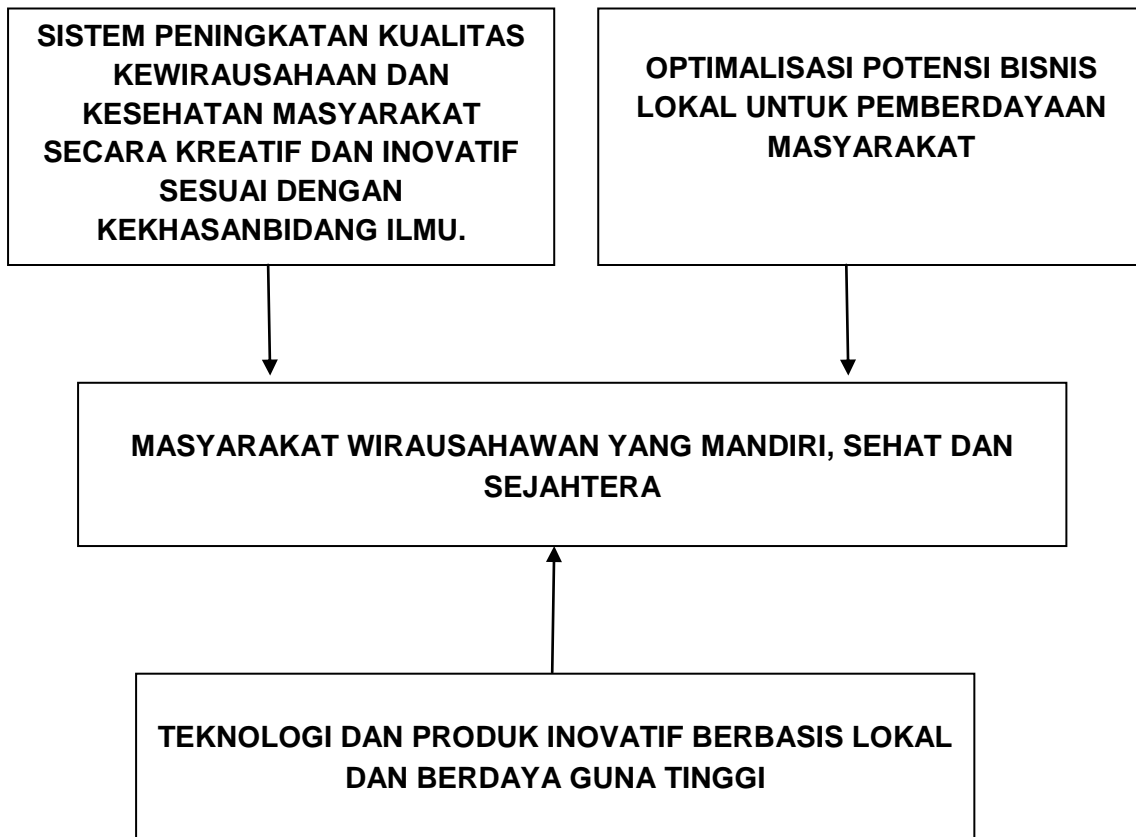 SISTEM PENINGKATAN KUALITAS
KEWIRAUSAHAAN DAN
KESEHATAN MASYARAKAT
SECARA KREATIF DAN INOVATIF
SESUAI DENGAN
KEKHASANBIDANG ILMU.
OPTIMALISASI POTENSI BISNIS
LOKAL UNTUK PEMBERDAYAAN
MASYARAKAT
MASYARAKAT WIRAUSAHAWAN YANG MANDIRI, SEHAT DAN
SEJAHTERA
TEKNOLOGI DAN PRODUK INOVATIF BERBASIS LOKAL
DAN BERDAYA GUNA TINGGI